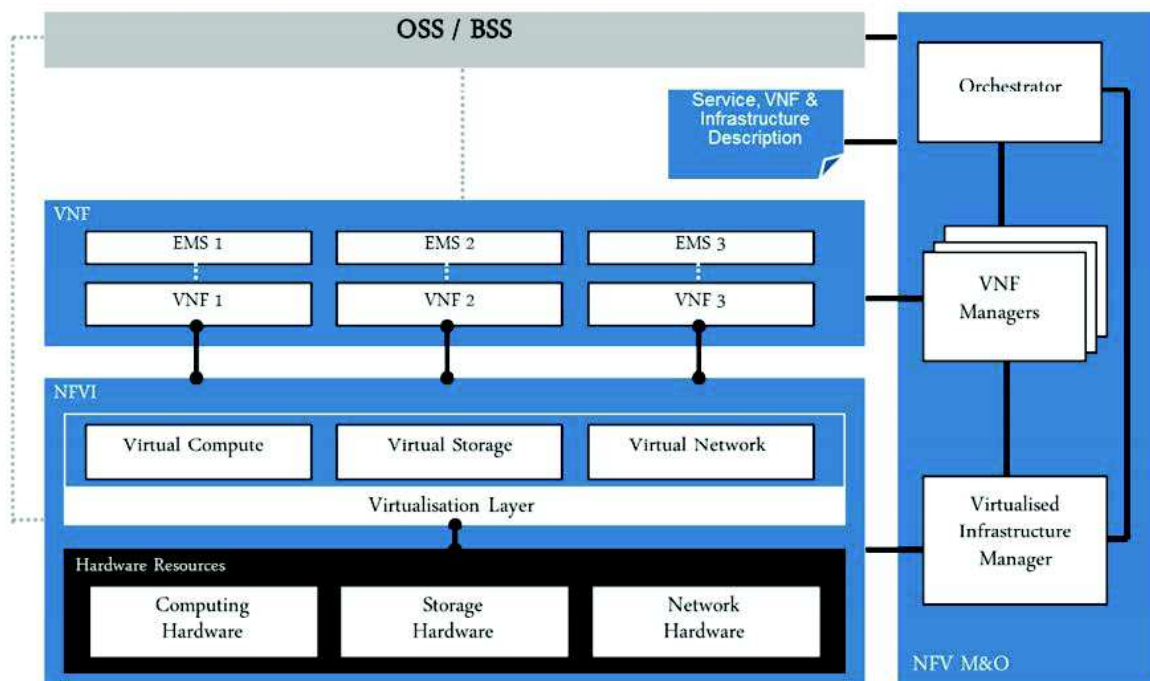 OSS / BSS
Orchestrator
Service, VNF &
Infrastructure
Description
VNF
EMS 1
EMS 2
EMS 3
VNF 1
VNF 2
VNF 3
VNF
Managers
NFVI
Virtual Compute
Virtual Storage
Virtual Network
Virtualisation Layer
Virtualised
Infrastructure
Manager
Hardware Resources
Computing
Hardware
Storage
Hardware
Network
Hardware
NFV M&O